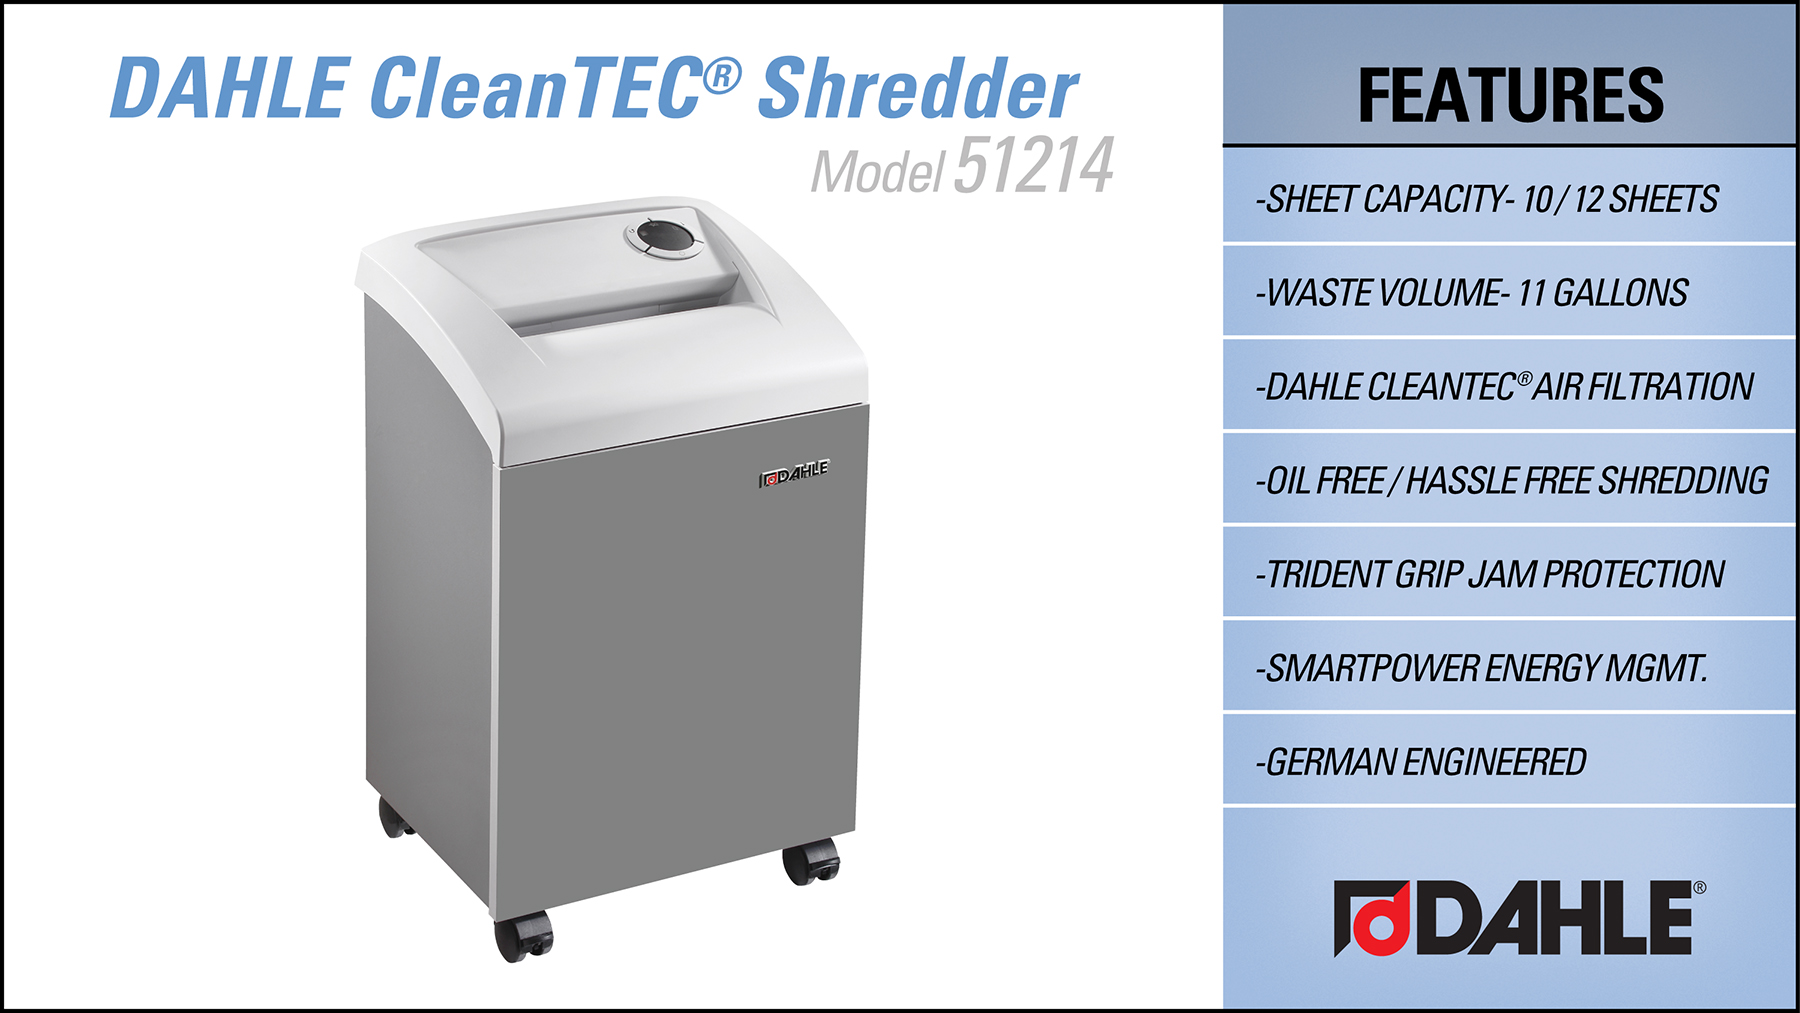 DAHLE CleanTEC® Shredder
Model 51214
DAHLE
FEATURES
-SHEET CAPACITY- 10 / 12 SHEETS
-WASTE VOLUME- 11 GALLONS
-DAHLE CLEANTEC® AIR FILTRATION
-OIL FREE / HASSLE FREE SHREDDING
-TRIDENT GRIP JAM PROTECTION
-SMARTPOWER ENERGY MGMT.
-GERMAN ENGINEERED
DAHLE®